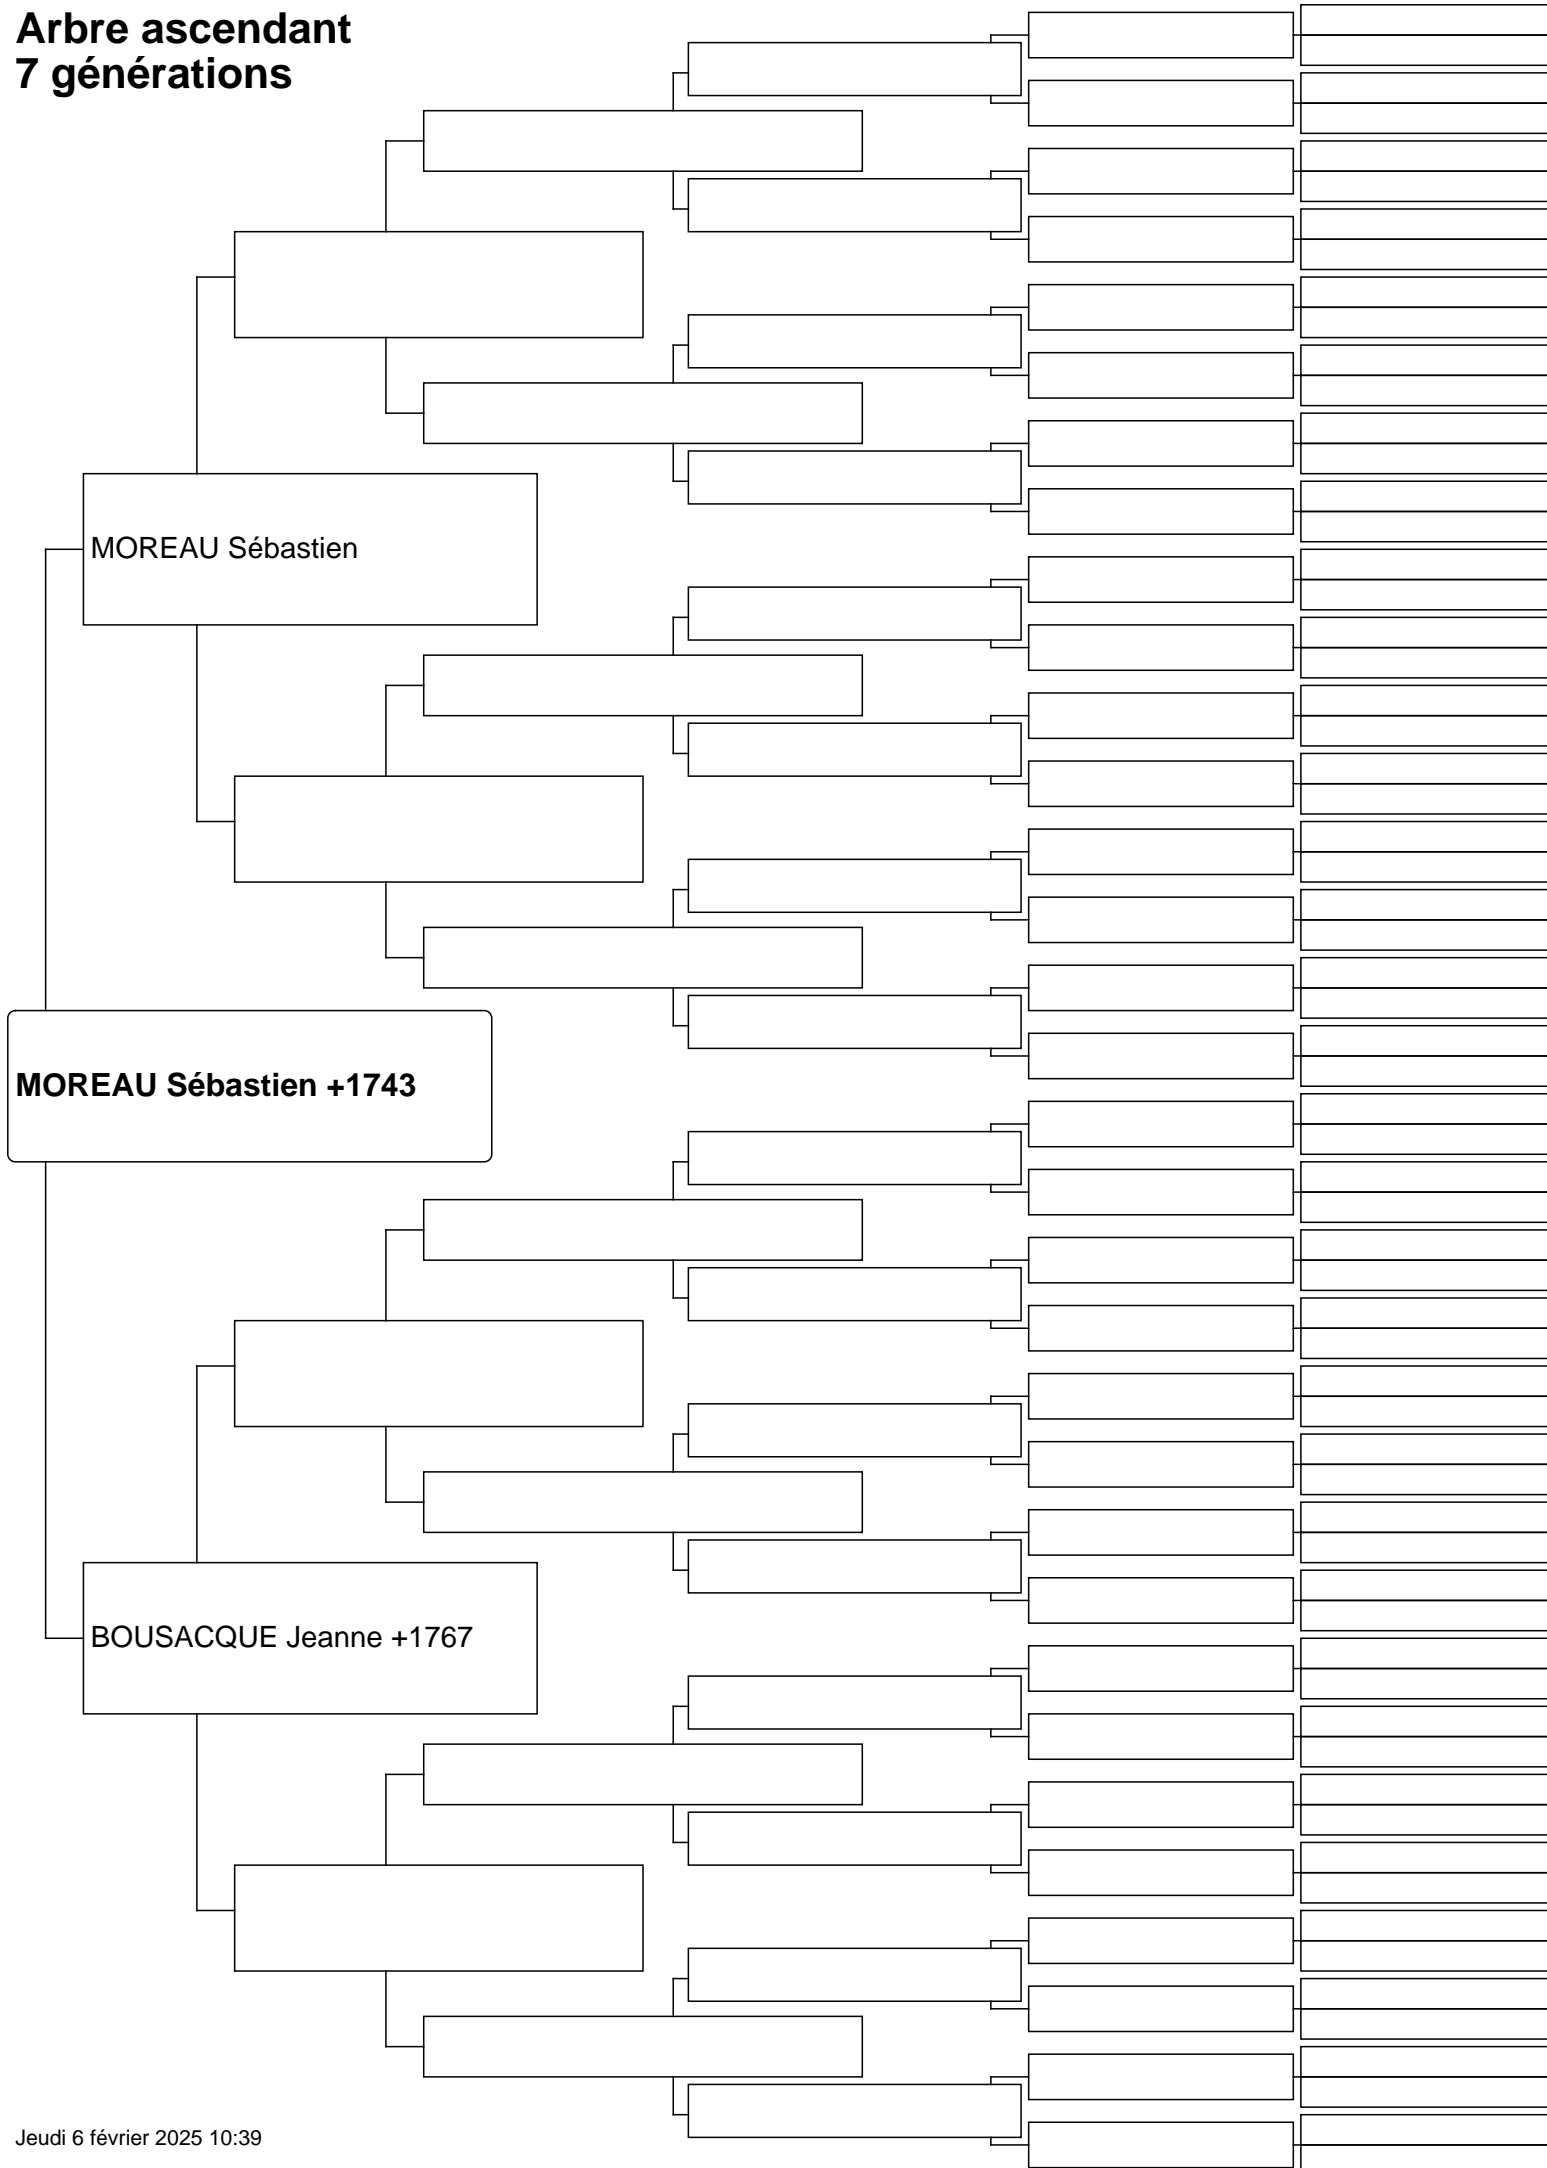 Arbre ascendant
7 générations
MOREAU Sébastien
MOREAU Sébastien +1743
BOUSACQUE Jeanne +1767
Jeudi 6 février 2025 10:39